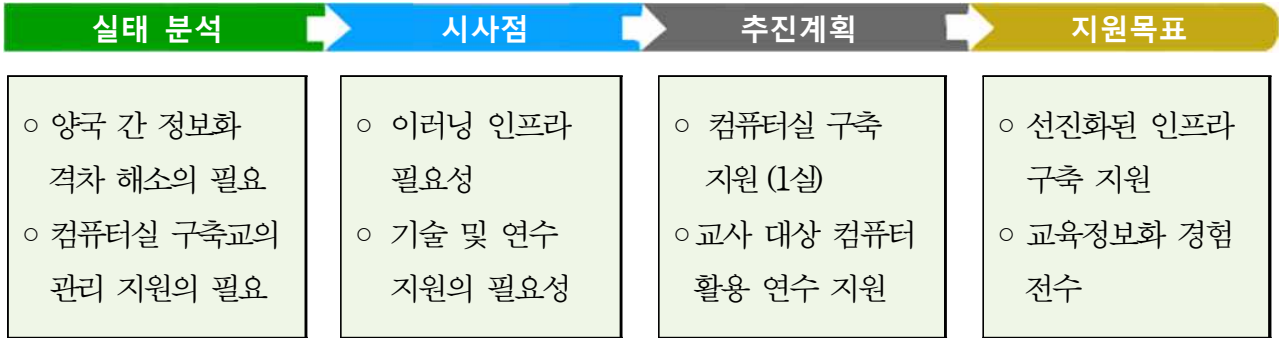 실태 분석
시사점
추진계획
지원목표
○ 양국 간 정보화
격차 해소의 필요
○ 컴퓨터실 구축교의
관리 지원의 필요
○ 이러닝 인프라
필요성
○ 기술 및 연수
지원의 필요성
○ 컴퓨터실 구축
지원 (1실)
○교사 대상 컴퓨터
활용 연수 지원
○ 선진화된 인프라
구축 지원
○ 교육정보화 경험
전수